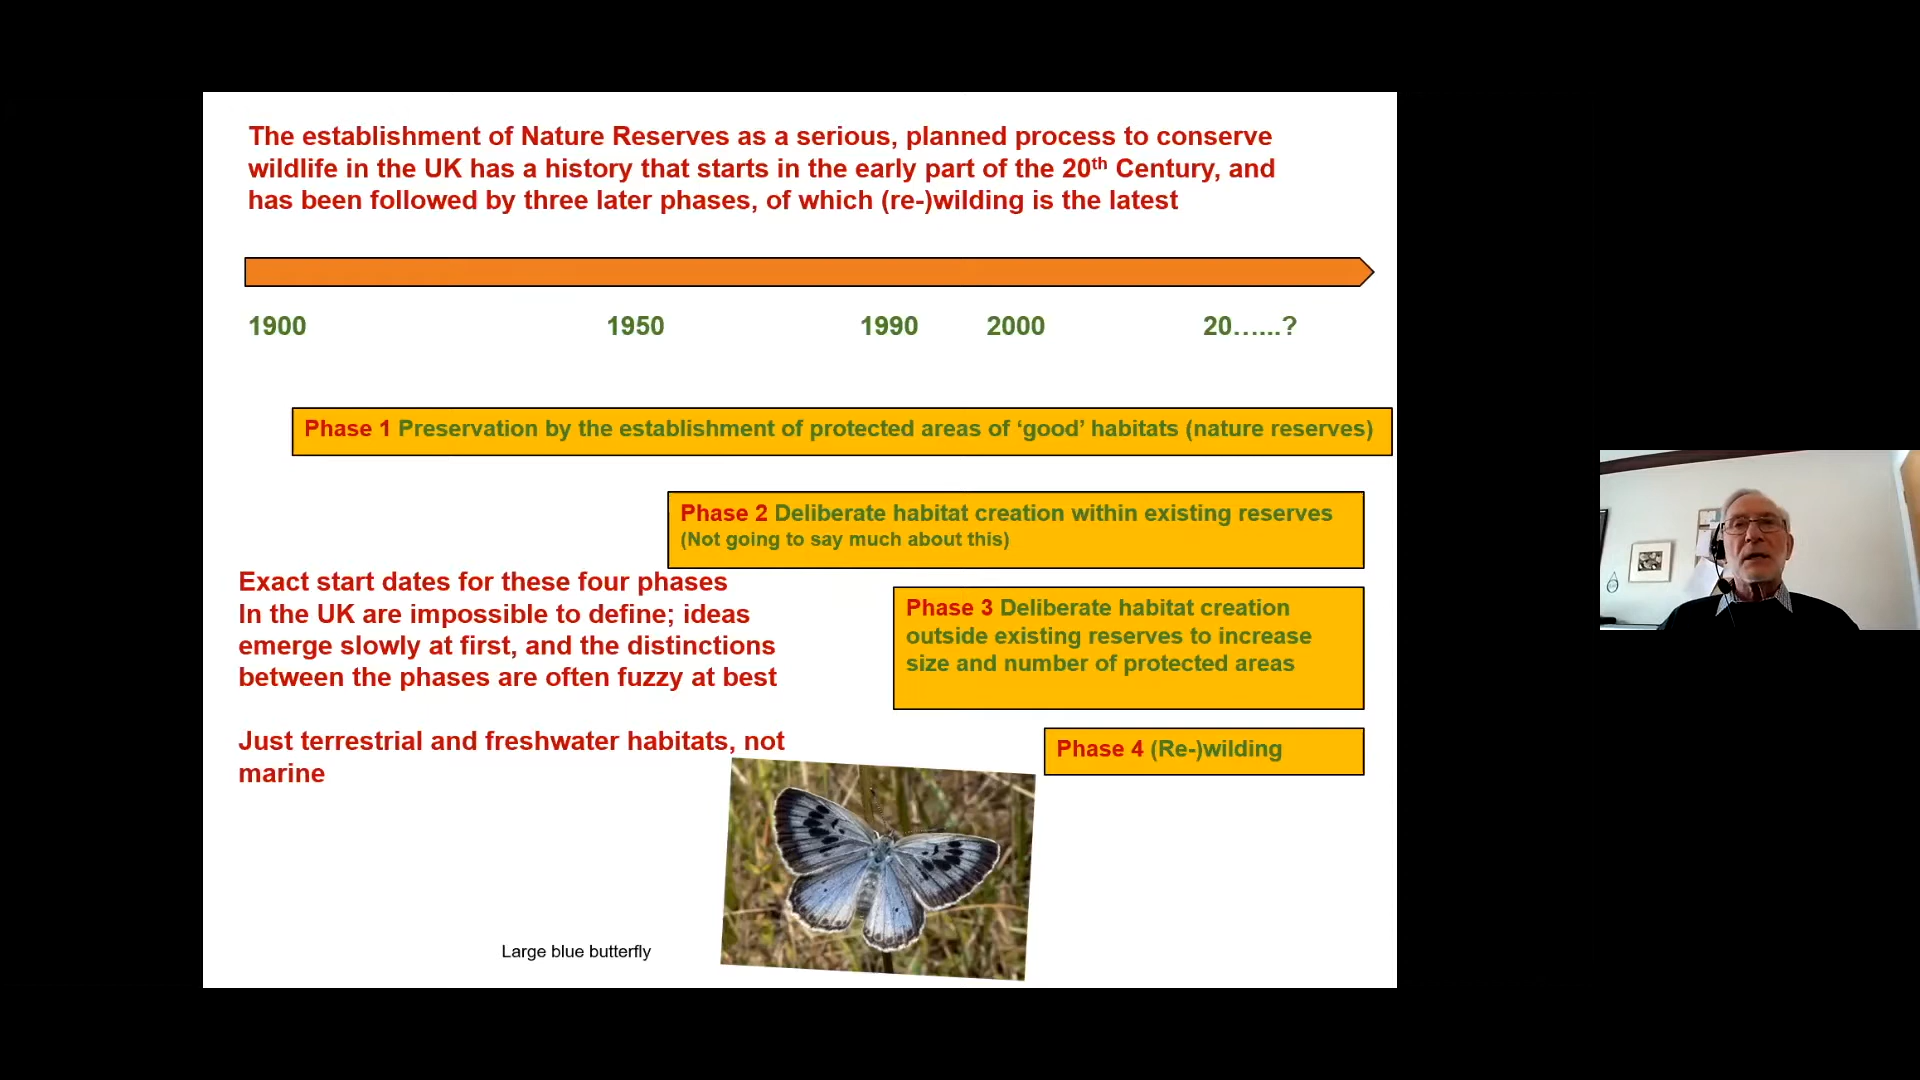 The establishment of Nature Reserves as a serious, planned process to conserve
wildlife in the UK has a history that starts in the early part of the 20th Century, and
has been followed by three later phases, of which (re-)wilding is the latest
1900 1950 1990 2000 20…...?
Phase 1 Preservation by the establishment of protected areas of ‘good’ habitats (nature reserves)
Phase 2 Deliberate habitat creation within existing reserves
(Not going to say much about this)
Exact start dates for these four phases
In the UK are impossible to define; ideas
emerge slowly at first, and the distinctions
between the phases are often fuzzy at best
Phase 3 Deliberate habitat creation
outside existing reserves to increase
size and number of protected areas
Just terrestrial and freshwater habitats, not
marine
Phase 4 (Re-)wilding
Large blue butterfly